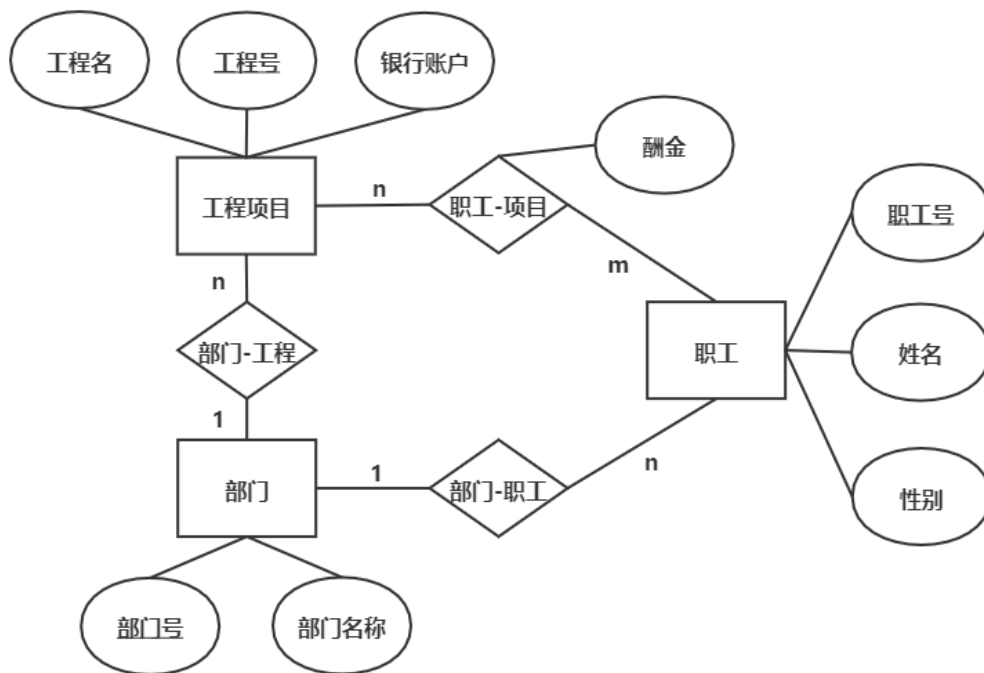 工程名
工程号
银行账户
酬金
n
职工-项目
工程项目
职工号
m
n
职工
姓名
部门-工程
1
部门
1
部门-职工
n
性别
部门号
部门名称